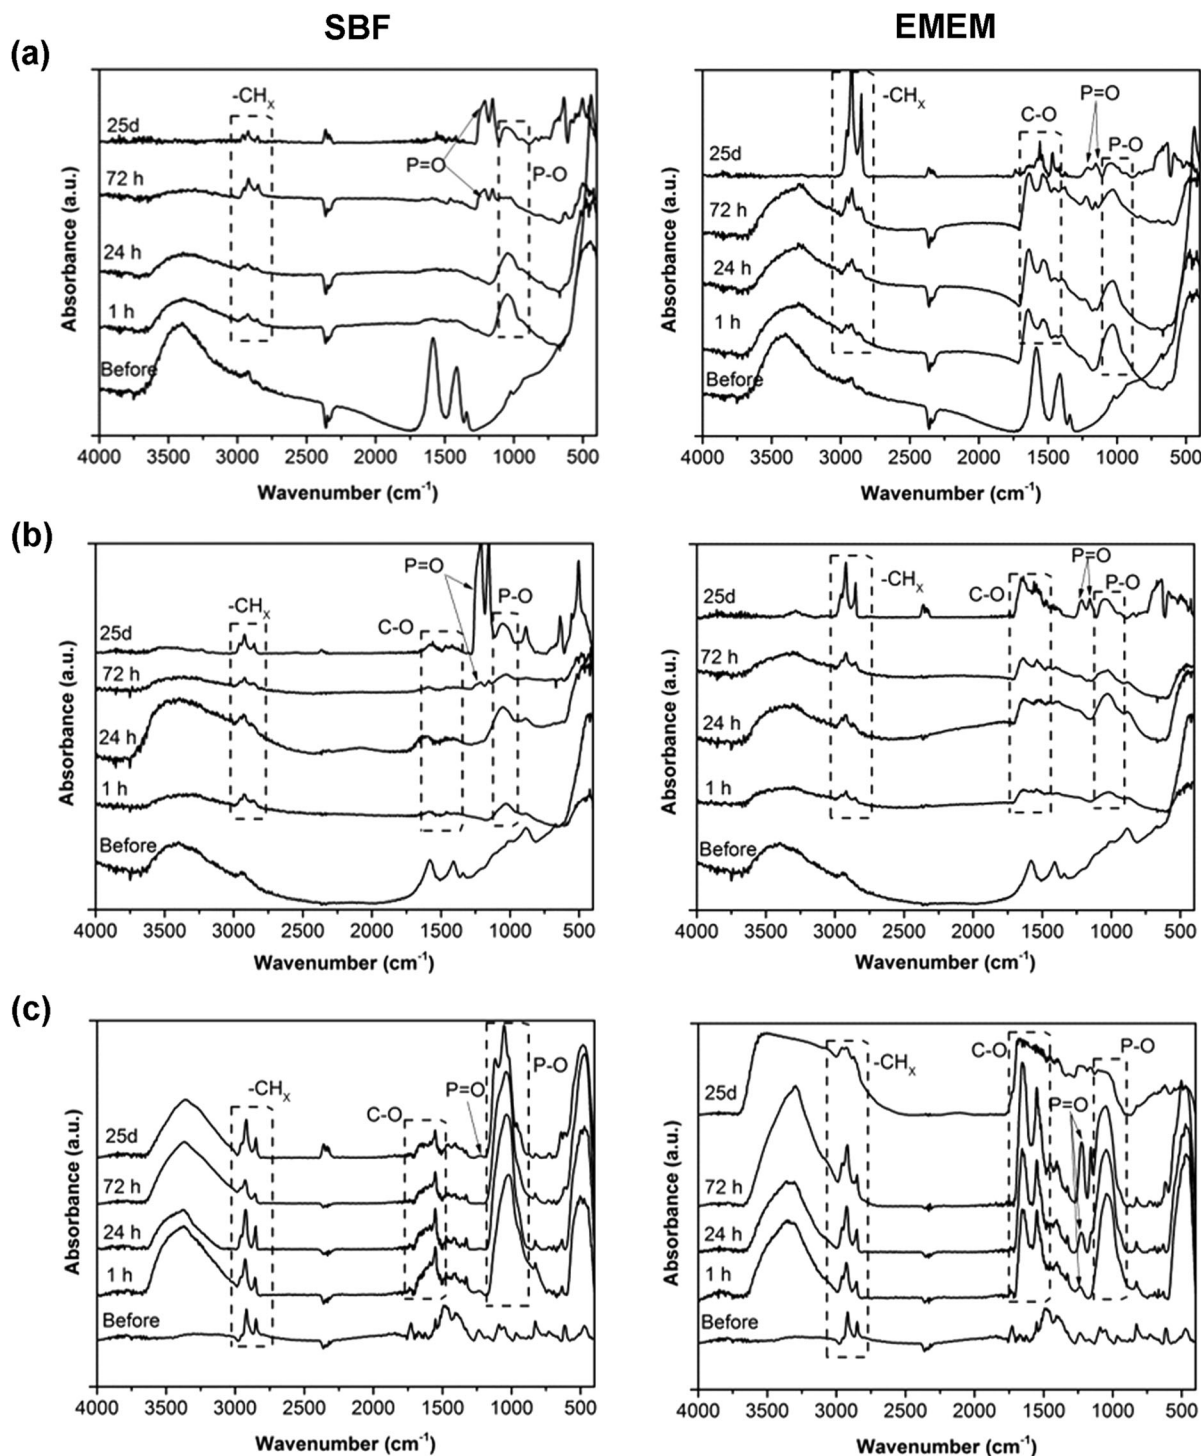 SBF EMEM
(a)
-CHX
25d
72 h
24 h
1 h
Before
P=O
P-O
Absorbance (a.u.)
4000 3500 3000 2500 2000 1500 1000 500
Wavenumber (cm-1)
-CHX
C-O
P=O
P-O
25d
72 h
24 h
1 h
Before
Absorbance (a.u.)
4000 3500 3000 2500 2000 1500 1000 500
Wavenumber (cm-1)
(b)
P=O
P-O
-CHX
C-O
25d
72 h
24 h
1 h
Before
Absorbance (a.u.)
4000 3500 3000 2500 2000 1500 1000 500
Wavenumber (cm-1)
P=O
-CHX
C-O
P-O
25d
72 h
24 h
1 h
Before
Absorbance (a.u.)
4000 3500 3000 2500 2000 1500 1000 500
Wavenumber (cm-1)
(c)
P-O
-CHX
P=O
C-O
25d
72 h
24 h
1 h
Before
Absorbance (a.u.)
4000 3500 3000 2500 2000 1500 1000 500
Wavenumber (cm-1)
C-O
P-O
-CHX
P=O
25d
72 h
24 h
1 h
Before
Absorbance (a.u.)
4000 3500 3000 2500 2000 1500 1000 500
Wavenumber (cm-1)